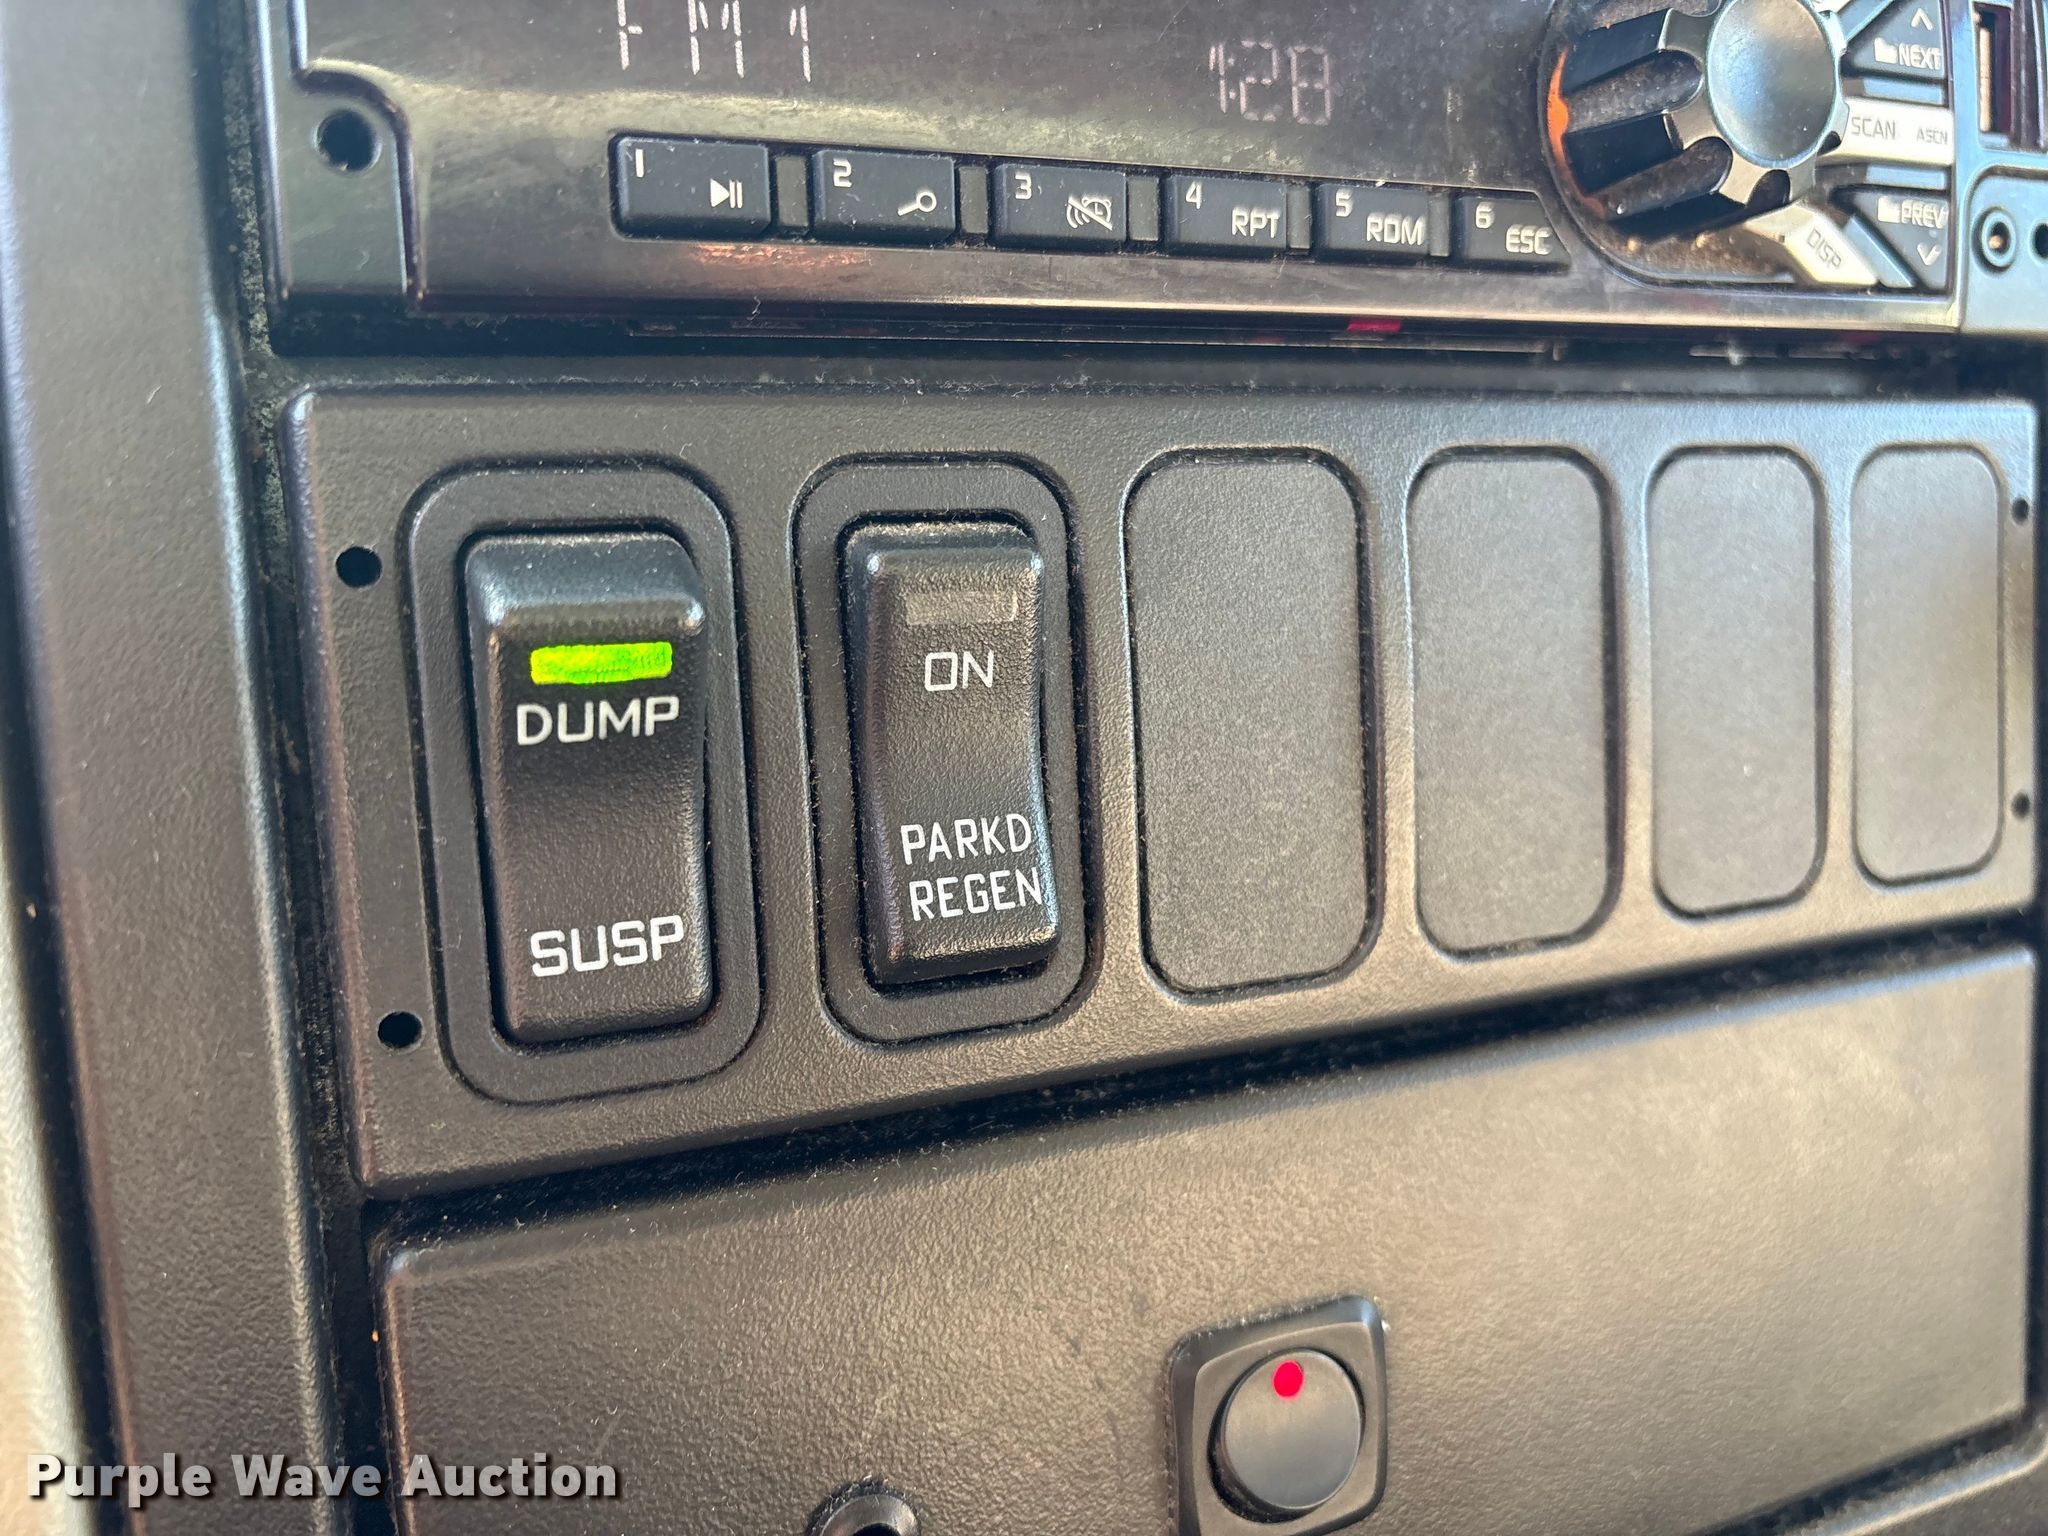 FM1
1:28
NEXT
SCAN ASCN
PREV
DISP
1
2
3
4 RPT
5 RDM
6 ESC
DUMP
SUSP
ON
PARKD
REGEN
Purple Wave Auction